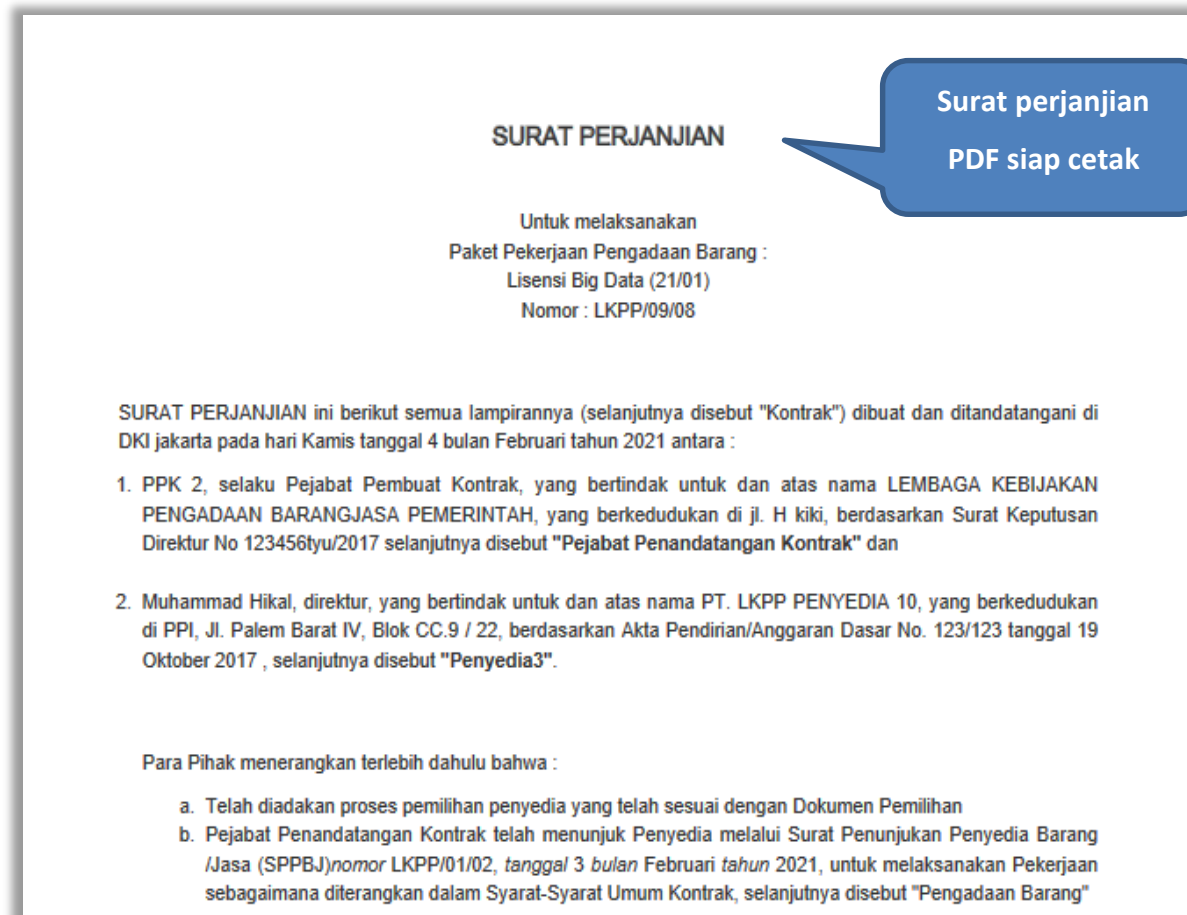 Surat perjanjian
PDF siap cetak
SURAT PERJANJIAN
Untuk melaksanakan
Paket Pekerjaan Pengadaan Barang :
Lisensi Big Data (21/01)
Nomor : LKPP/09/08
SURAT PERJANJIAN ini berikut semua lampirannya (selanjutnya disebut "Kontrak") dibuat dan ditandatangani di
DKI jakarta pada hari Kamis tanggal 4 bulan Februari tahun 2021 antara :
1. PPK 2, selaku Pejabat Pembuat Kontrak, yang bertindak untuk dan atas nama LEMBAGA KEBIJAKAN
PENGADAAN BARANGJASA PEMERINTAH, yang berkedudukan di jl. H kiki, berdasarkan Surat Keputusan
Direktur No 123456tyu/2017 selanjutnya disebut "Pejabat Penandatangan Kontrak" dan
2. Muhammad Hikal, direktur, yang bertindak untuk dan atas nama PT. LKPP PENYEDIA 10, yang berkedudukan
di PPI, Jl. Palem Barat IV, Blok CC.9 / 22, berdasarkan Akta Pendirian/Anggaran Dasar No. 123/123 tanggal 19
Oktober 2017 , selanjutnya disebut "Penyedia3".
Para Pihak menerangkan terlebih dahulu bahwa :
a. Telah diadakan proses pemilihan penyedia yang telah sesuai dengan Dokumen Pemilihan
b. Pejabat Penandatangan Kontrak telah menunjuk Penyedia melalui Surat Penunjukan Penyedia Barang
/Jasa (SPPBJ)nomor LKPP/01/02, tanggal 3 bulan Februari tahun 2021, untuk melaksanakan Pekerjaan
sebagaimana diterangkan dalam Syarat-Syarat Umum Kontrak, selanjutnya disebut "Pengadaan Barang"